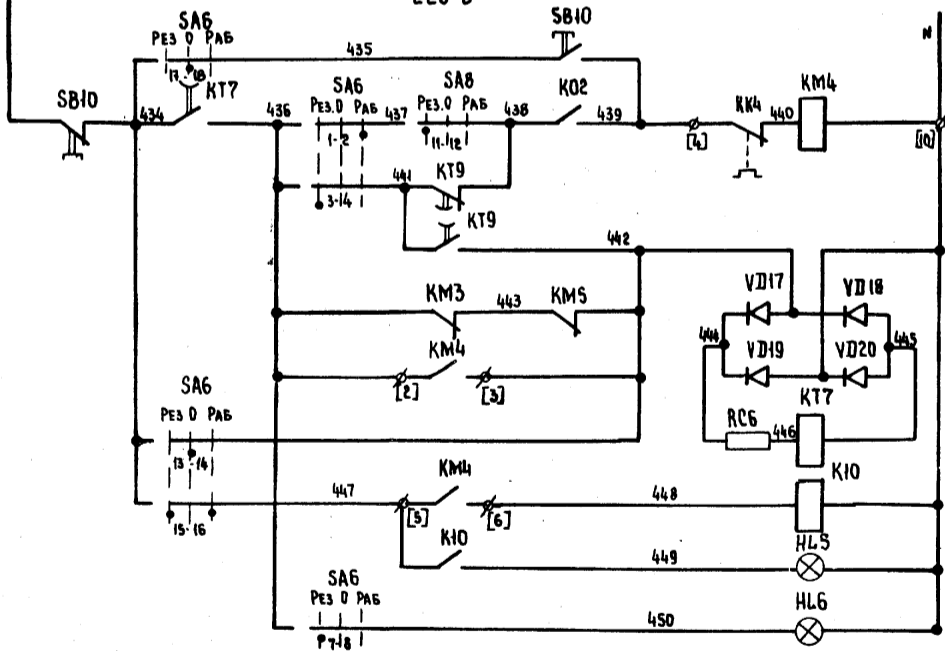 SB10
N
SA6
РЕЗ 0 РАБ
435
17-18
KT7
SB10
434
436
SA6
РЕЗ.0 РАБ
437
SA8
РЕЗ.0 РАБ
438
KO2
439
[4]
KK4
440
KM4
[10]
1-2
11-12
441
KT9
3-14
KT9
442
VD17
VD18
KM3
443
KM5
444
445
VD19
VD20
KM4
[2]
[3]
SA6
РЕЗ 0 РАБ
KT7
RC6
446
13-14
K10
KM4
447
448
[5]
[6]
15-16
K10
449
HL5
SA6
РЕЗ 0 РАБ
450
HL6
7-18